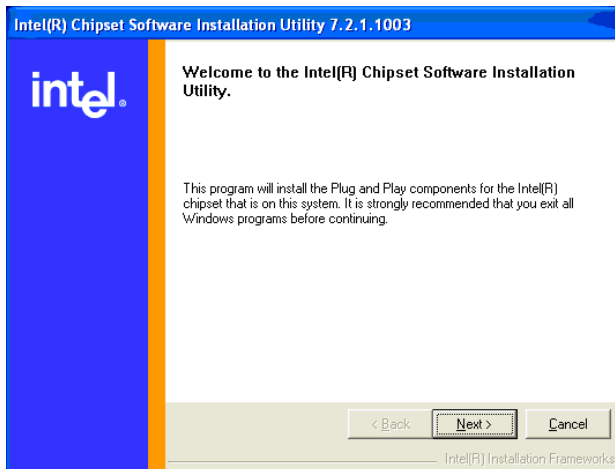 Intel(R) Chipset Software Installation Utility 7.2.1.1003
intel®
Welcome to the Intel(R) Chipset Software Installation
Utility.
This program will install the Plug and Play components for the Intel(R)
chipset that is on this system. It is strongly recommended that you exit all
Windows programs before continuing.
< Back
Next >
Cancel
Intel(R) Installation Frameworks